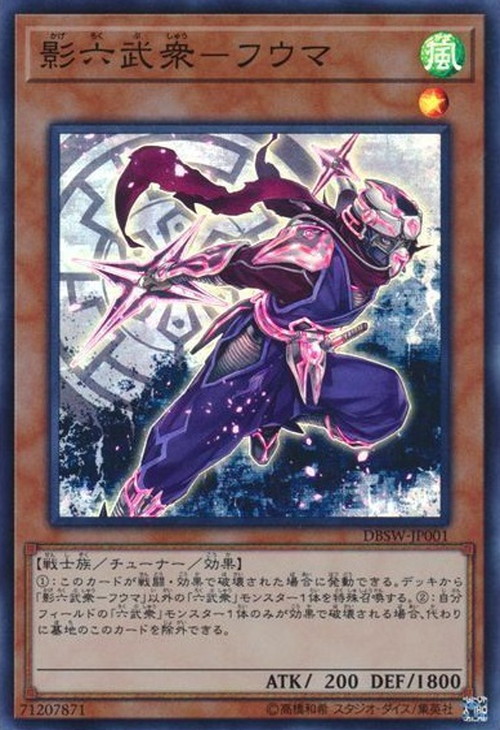 影六武衆－フウマ
風
DBSW-JP001
【戦士族／チューナー／効果】
①：このカードが戦闘・効果で破壊された場合に発動できる。デッキから
「影六武衆－フウマ」以外の「六武衆」モンスター1体を特殊召喚する。②：自分
フィールドの「六武衆」モンスター1体のみが効果で破壊される場合、代わり
に墓地のこのカードを除外できる。
ATK/ 200 DEF/1800
71207871
©高橋和希 スタジオ・ダイス/集英社